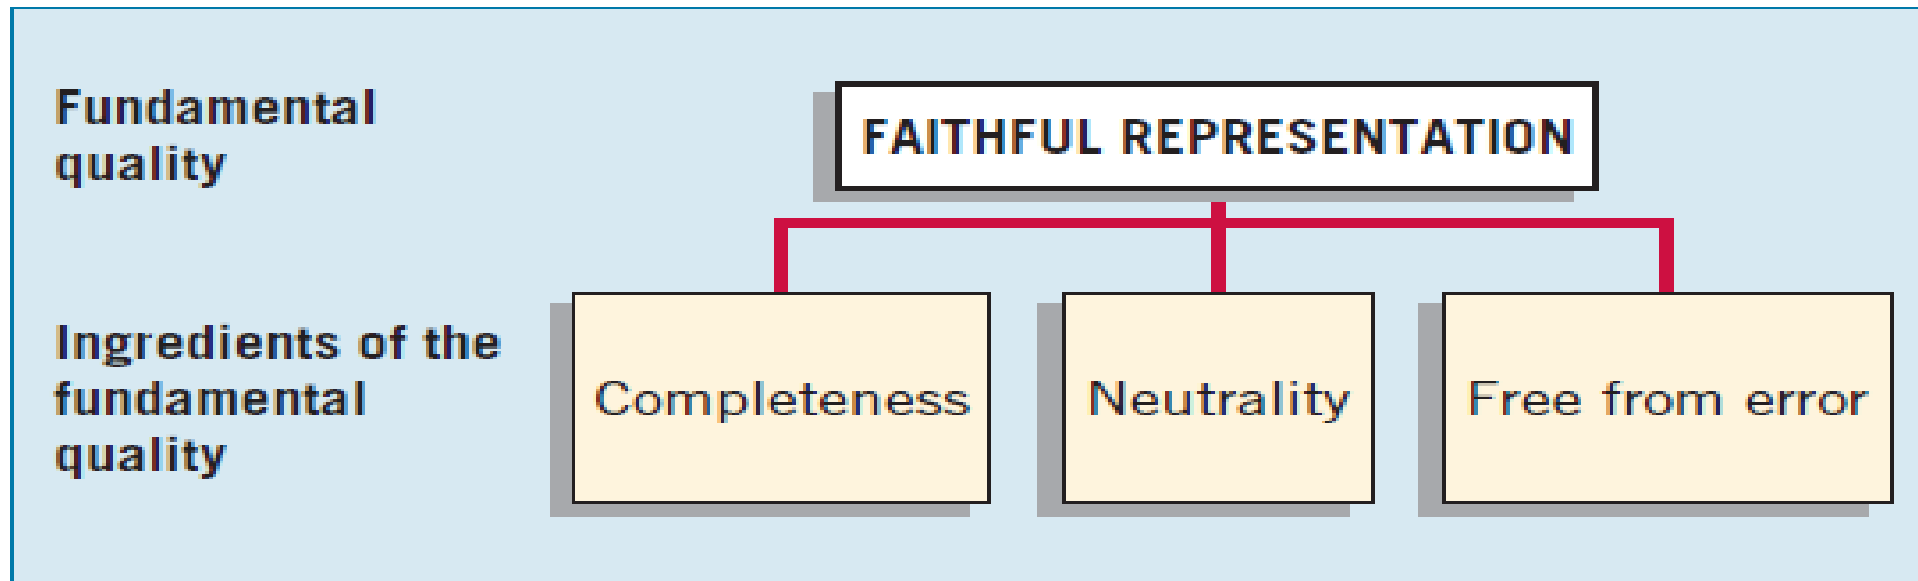 Fundamental
quality
FAITHFUL REPRESENTATION
Ingredients of the
fundamental
quality
Completeness
Neutrality
Free from error